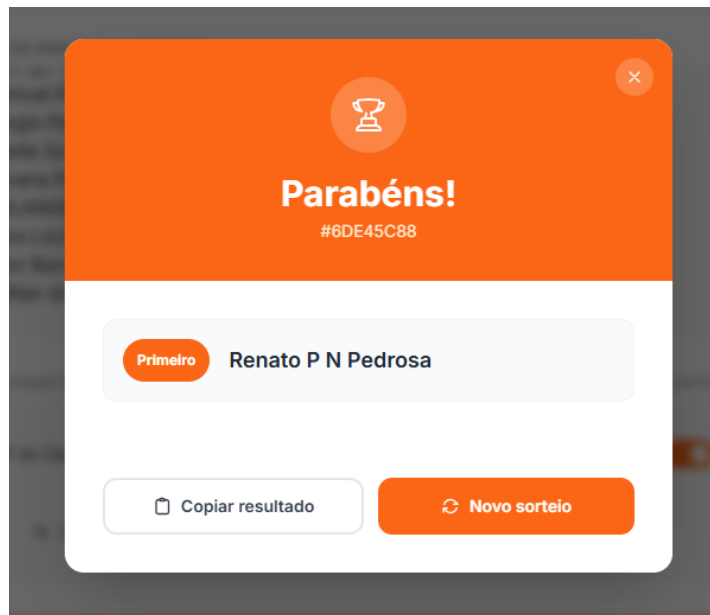 Parabéns!
#6DE45C88
Primeiro Renato P N Pedrosa
Copiar resultado
Novo sorteio